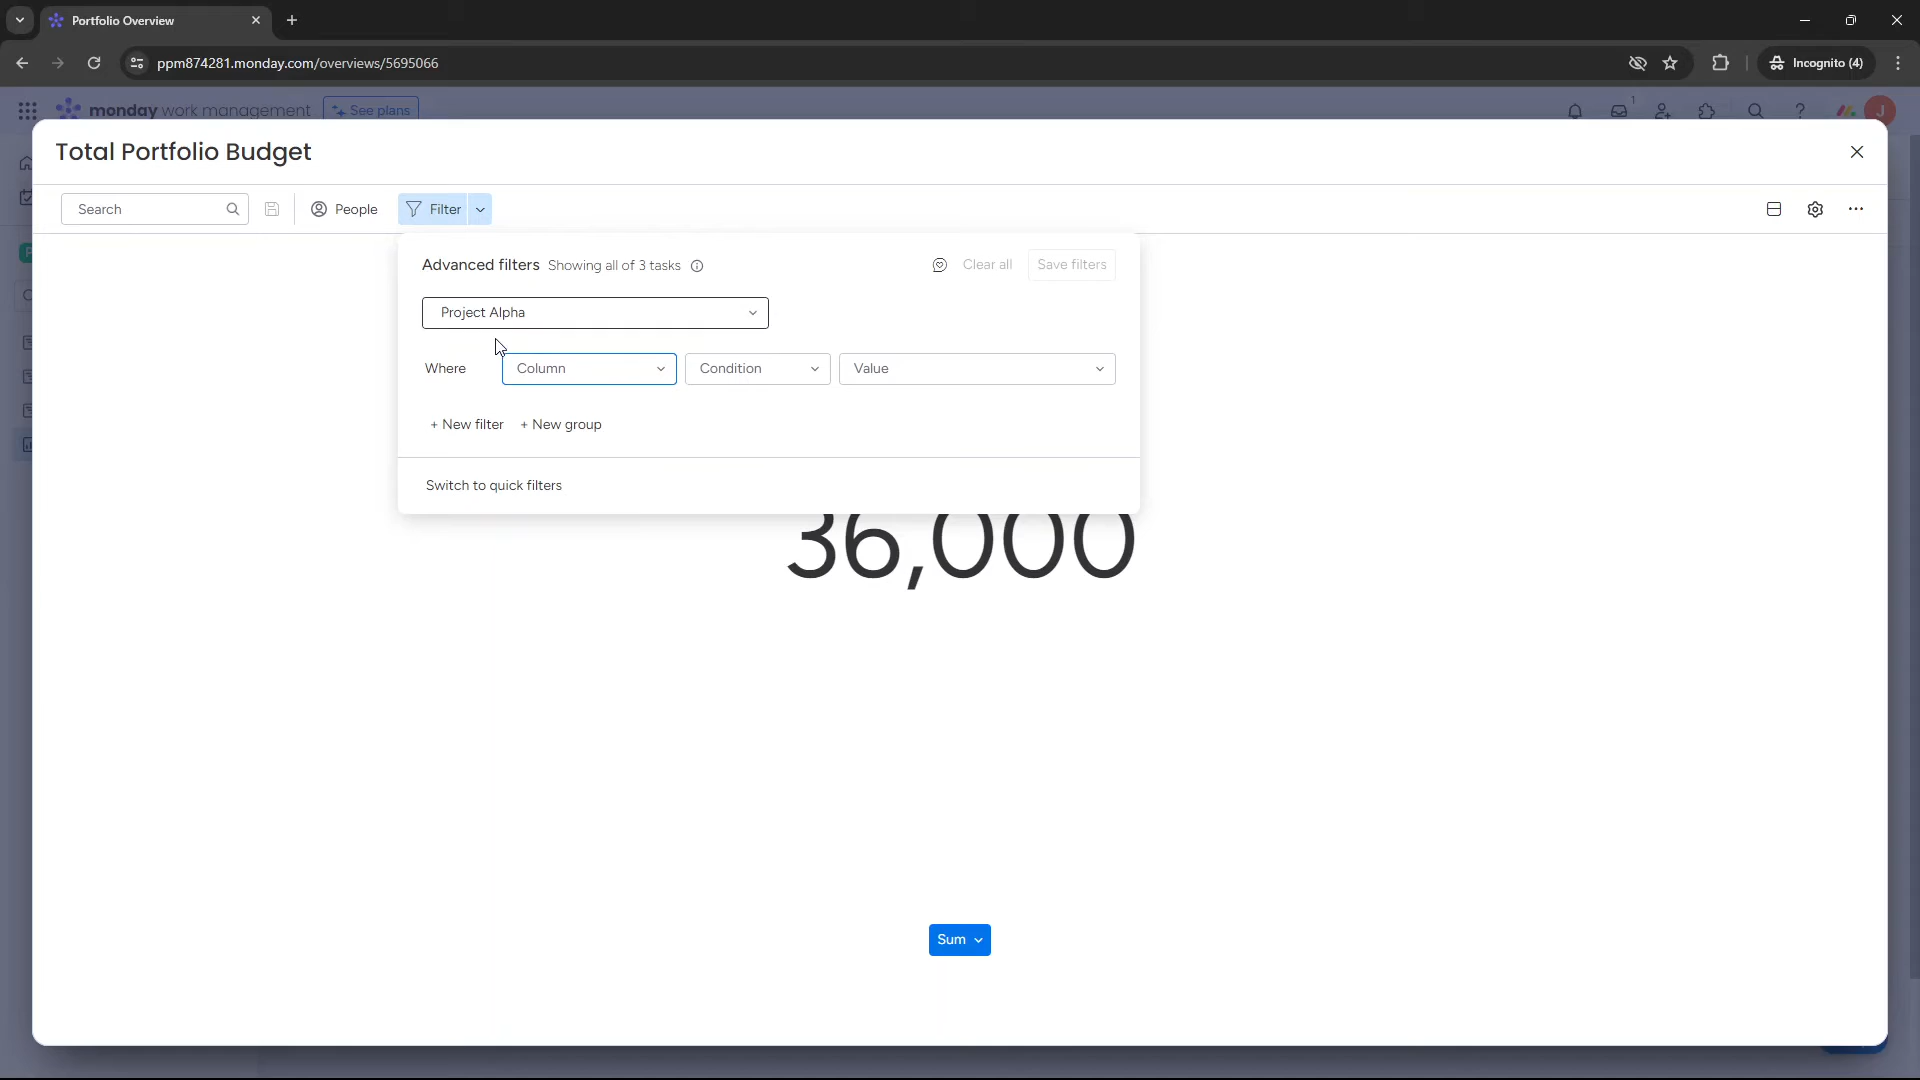 Portfolio Overview
ppm874281.monday.com/overviews/5695066
Incognito (4)
monday work management
See plans
1
J
Total Portfolio Budget
Search
People
Filter
Advanced filters Showing all of 3 tasks
Clear all
Save filters
Project Alpha
Where
Column
Condition
Value
+ New filter
+ New group
Switch to quick filters
36,000
Sum